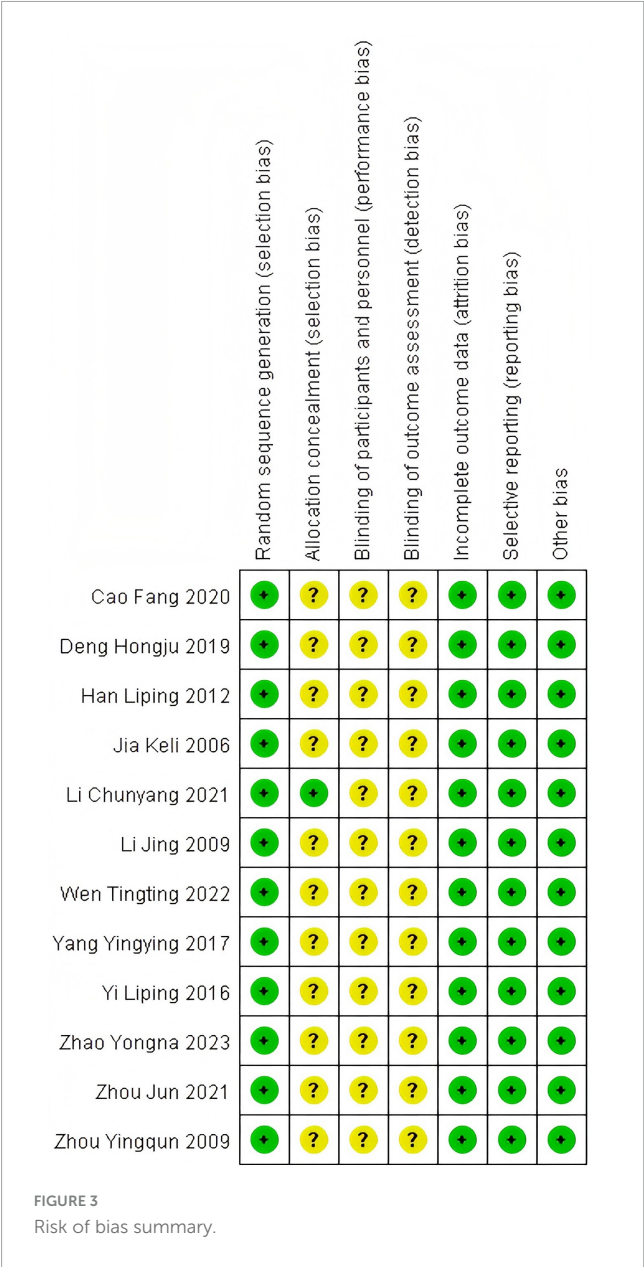 Random sequence generation (selection bias)
Allocation concealment (selection bias)
Blinding of participants and personnel (performance bias)
Blinding of outcome assessment (detection bias)
Incomplete outcome data (attrition bias)
Selective reporting (reporting bias)
Other bias
Cao Fang 2020 + ? ? ? + + +
Deng Hongju 2019 + ? ? ? + + +
Han Liping 2012 + ? ? ? + + +
Jia Keli 2006 + ? ? ? + + +
Li Chunyang 2021 + + ? ? + + +
Li Jing 2009 + ? ? ? + + +
Wen Tingting 2022 + ? ? ? + + +
Yang Yingying 2017 + ? ? ? + + +
Yi Liping 2016 + ? ? ? + + +
Zhao Yongna 2023 + ? ? ? + + +
Zhou Jun 2021 + ? ? ? + + +
Zhou Yingqun 2009 + ? ? ? + + +
FIGURE 3
Risk of bias summary.